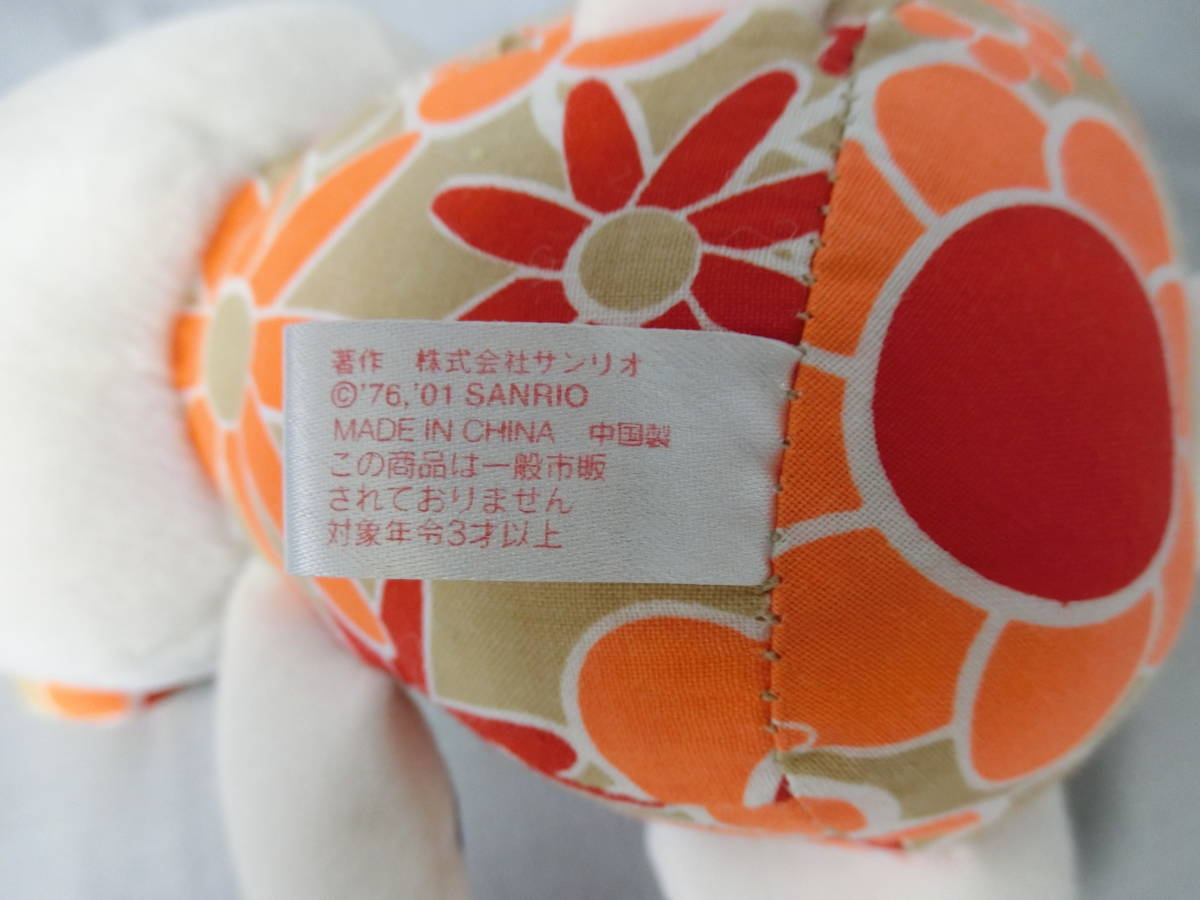 著作　株式会社サンリオ
©'76,'01 SANRIO
MADE IN CHINA　中国製
この商品は一般市販
されておりません
対象年令3才以上